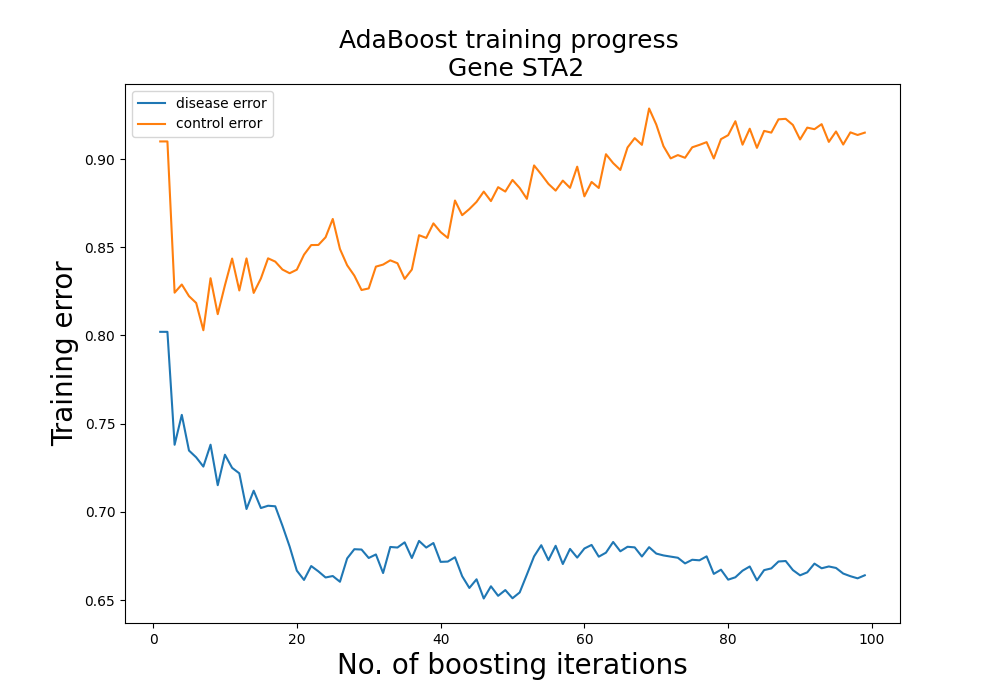 AdaBoost training progress
Gene STA2
disease error
control error
Training error
0.90
0.85
0.80
0.75
0.70
0.65
0
20
40
60
80
100
No. of boosting iterations